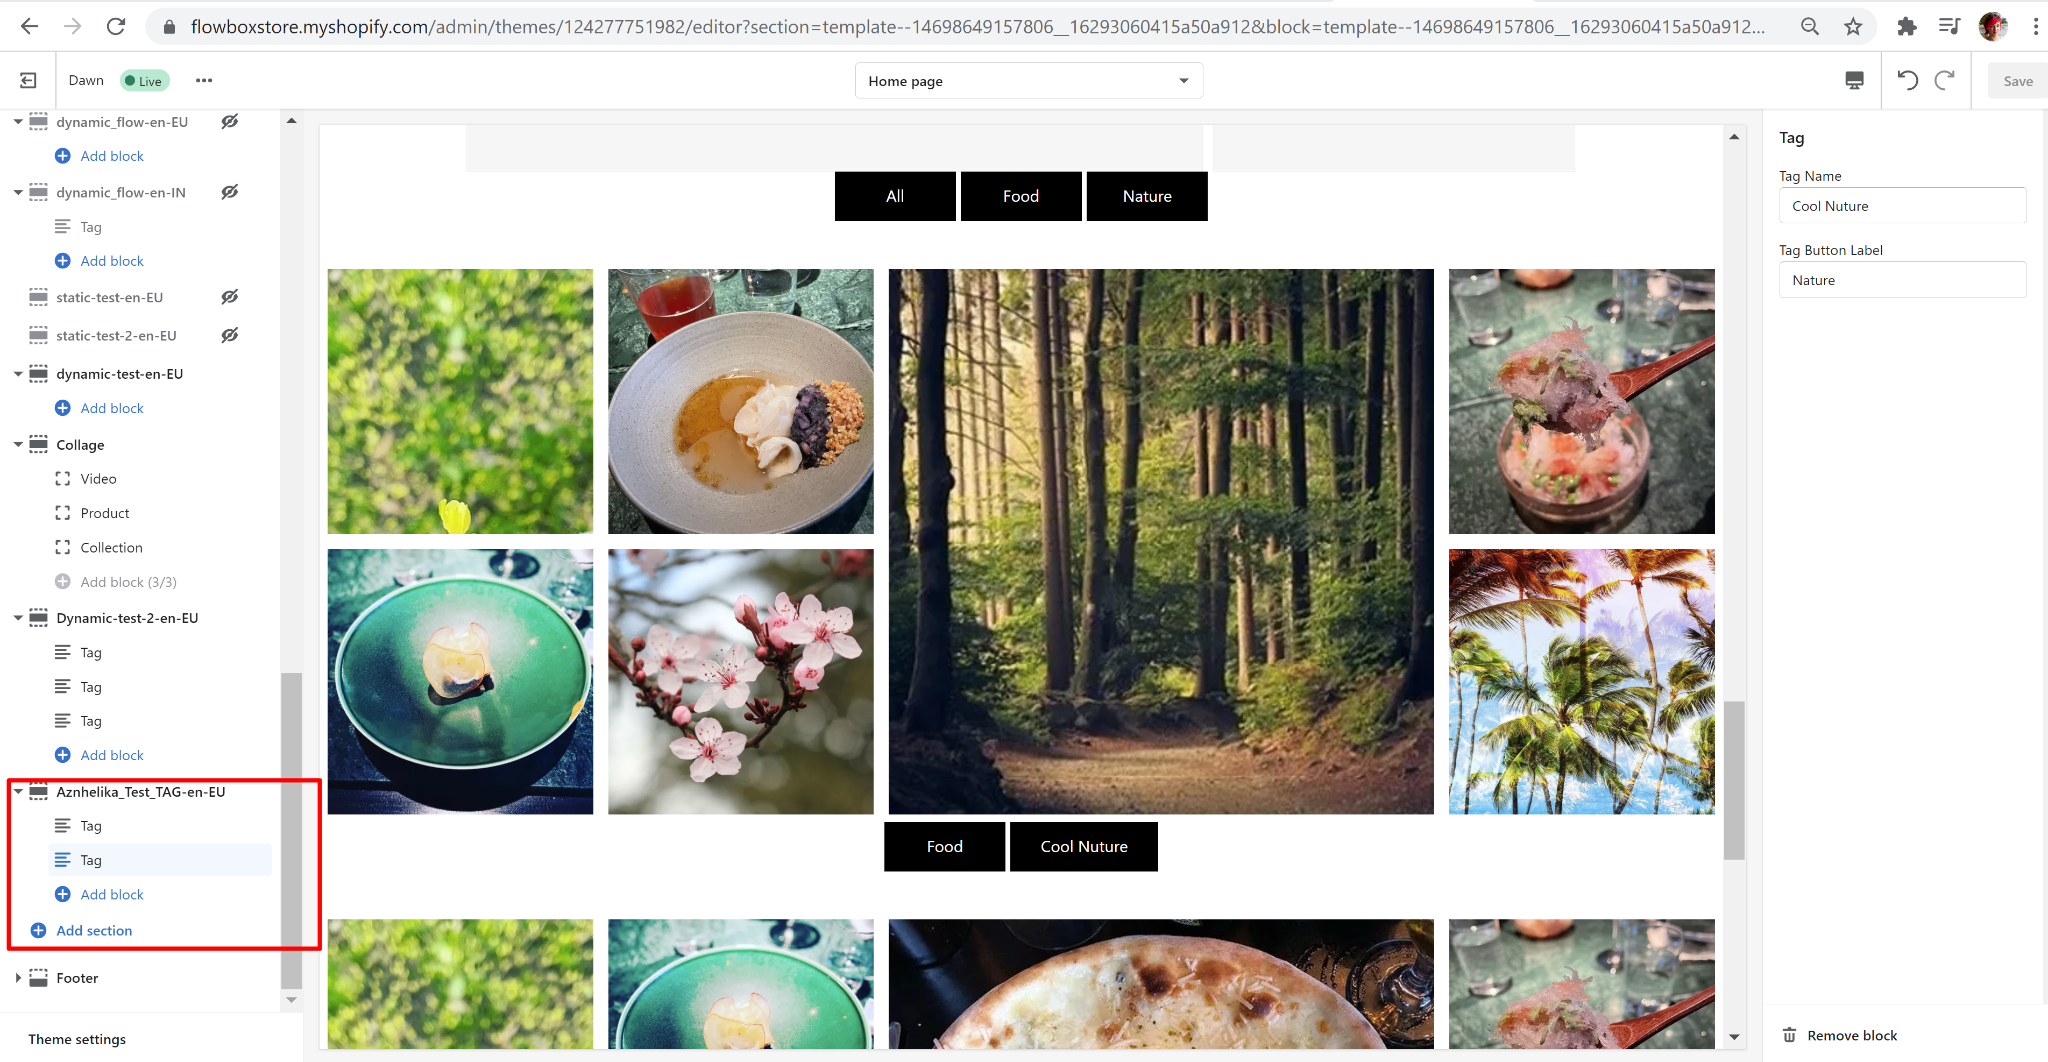 flowboxstore.myshopify.com/admin/themes/124277751982/editor?section=template--14698649157806__16293060415a50a912&block=template--14698649157806__16293060415a50a912...
Dawn
Live
Home page
Save
dynamic_flow-en-EU
Add block
dynamic_flow-en-IN
Tag
Add block
static-test-en-EU
static-test-2-en-EU
dynamic-test-en-EU
Add block
Collage
Video
Product
Collection
Add block (3/3)
Dynamic-test-2-en-EU
Tag
Tag
Tag
Add block
Aznhelika_Test_TAG-en-EU
Tag
Tag
Add block
Add section
Footer
Theme settings
All
Food
Nature
Food
Cool Nuture
Tag
Tag Name
Cool Nuture
Tag Button Label
Nature
Remove block